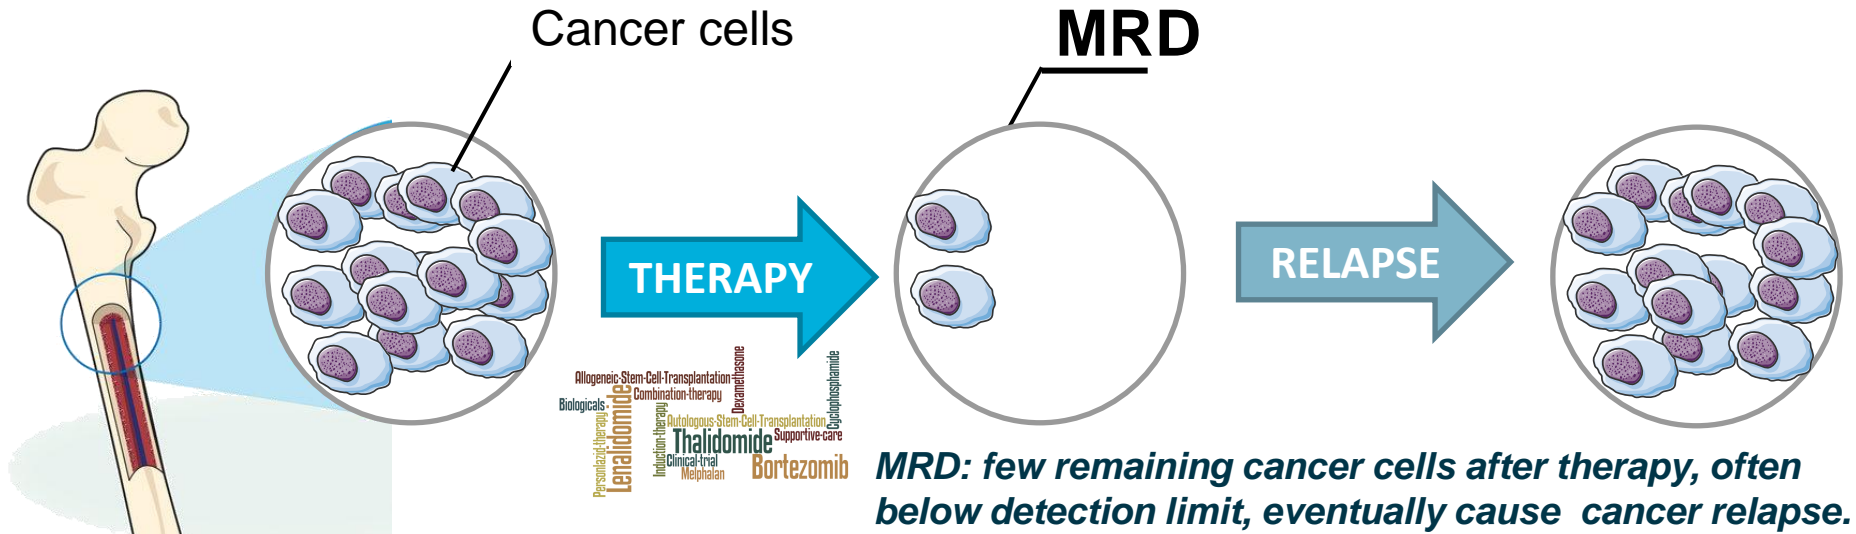 Cancer cells
MRD
THERAPY
RELAPSE
Allogeneic-Stem-Cell-Transplantation
Dexamethasone
Cyclophosphamide
Combination-therapy
Biologicals
Personlazid-therapy
Lenalidomide
Induction-therapy
Autologous-Stem-Cell-Transplantation
Thalidomide
Supportive-care
Clinical-trial
Melphalan
Bortezomib
MRD: few remaining cancer cells after therapy, often
below detection limit, eventually cause cancer relapse.